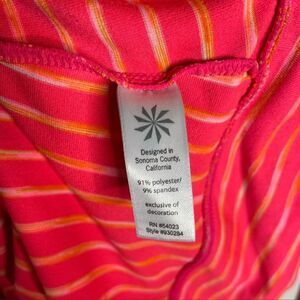 Designed in
Sonoma County,
California
91% polyester/
9% spandex
exclusive of
decoration
RN #54023
Style #930284